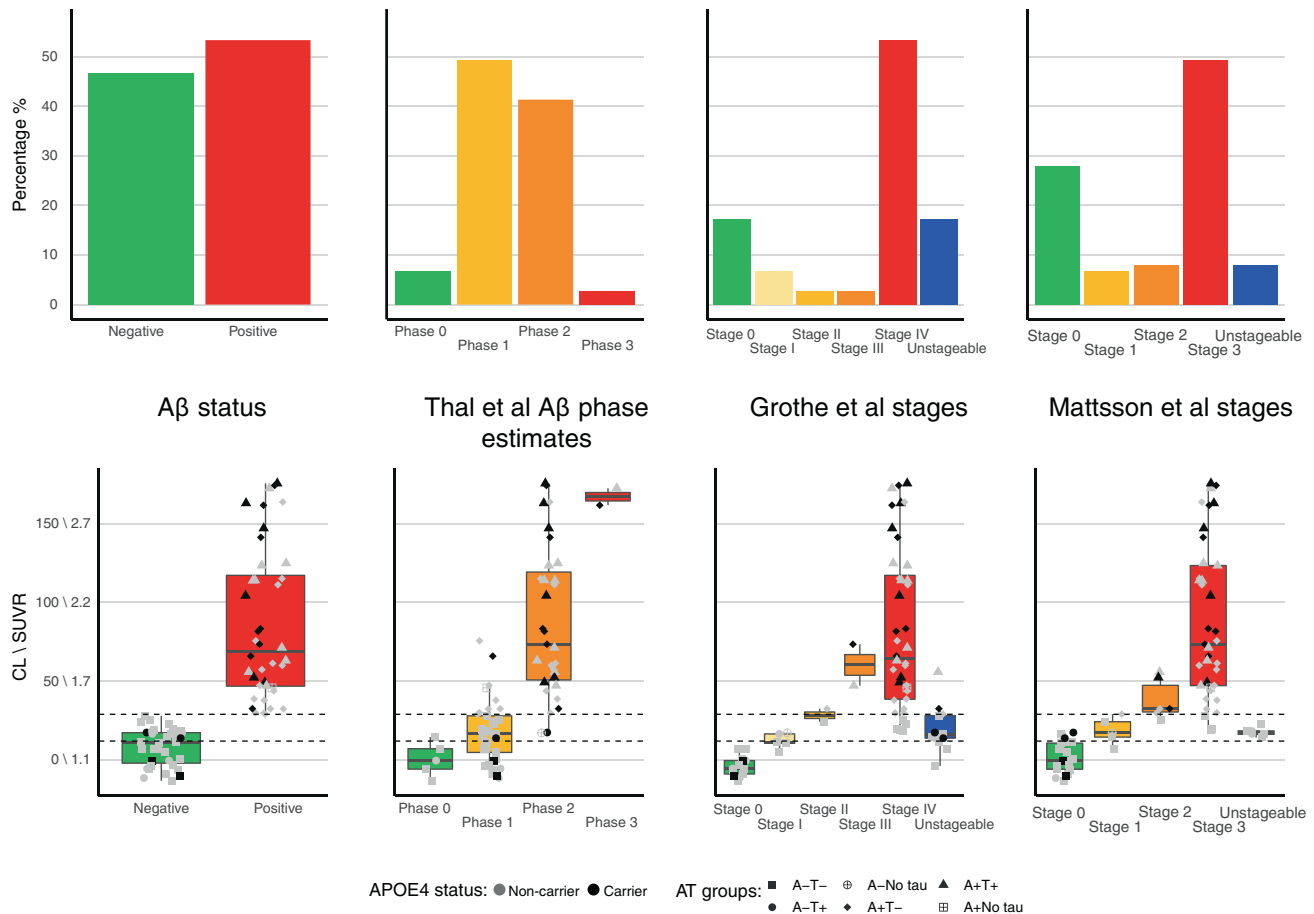 Percentage %
50
40
30
20
10
0
Negative Positive
Phase 0 Phase 1 Phase 2 Phase 3
Stage 0 Stage I Stage II Stage III Stage IV Unstageable
Stage 0 Stage 1 Stage 2 Stage 3 Unstageable
Aβ status
Thal et al Aβ phase
estimates
Grothe et al stages
Mattsson et al stages
CL \ SUVR
150 \ 2.7
100 \ 2.2
50 \ 1.7
0 \ 1.1
Negative Positive
Phase 0 Phase 1 Phase 2 Phase 3
Stage 0 Stage I Stage II Stage III Stage IV Unstageable
Stage 0 Stage 1 Stage 2 Stage 3 Unstageable
APOE4 status: Non−carrier Carrier
AT groups: A−T− A−No tau A+T+
A−T+ A+T− A+No tau